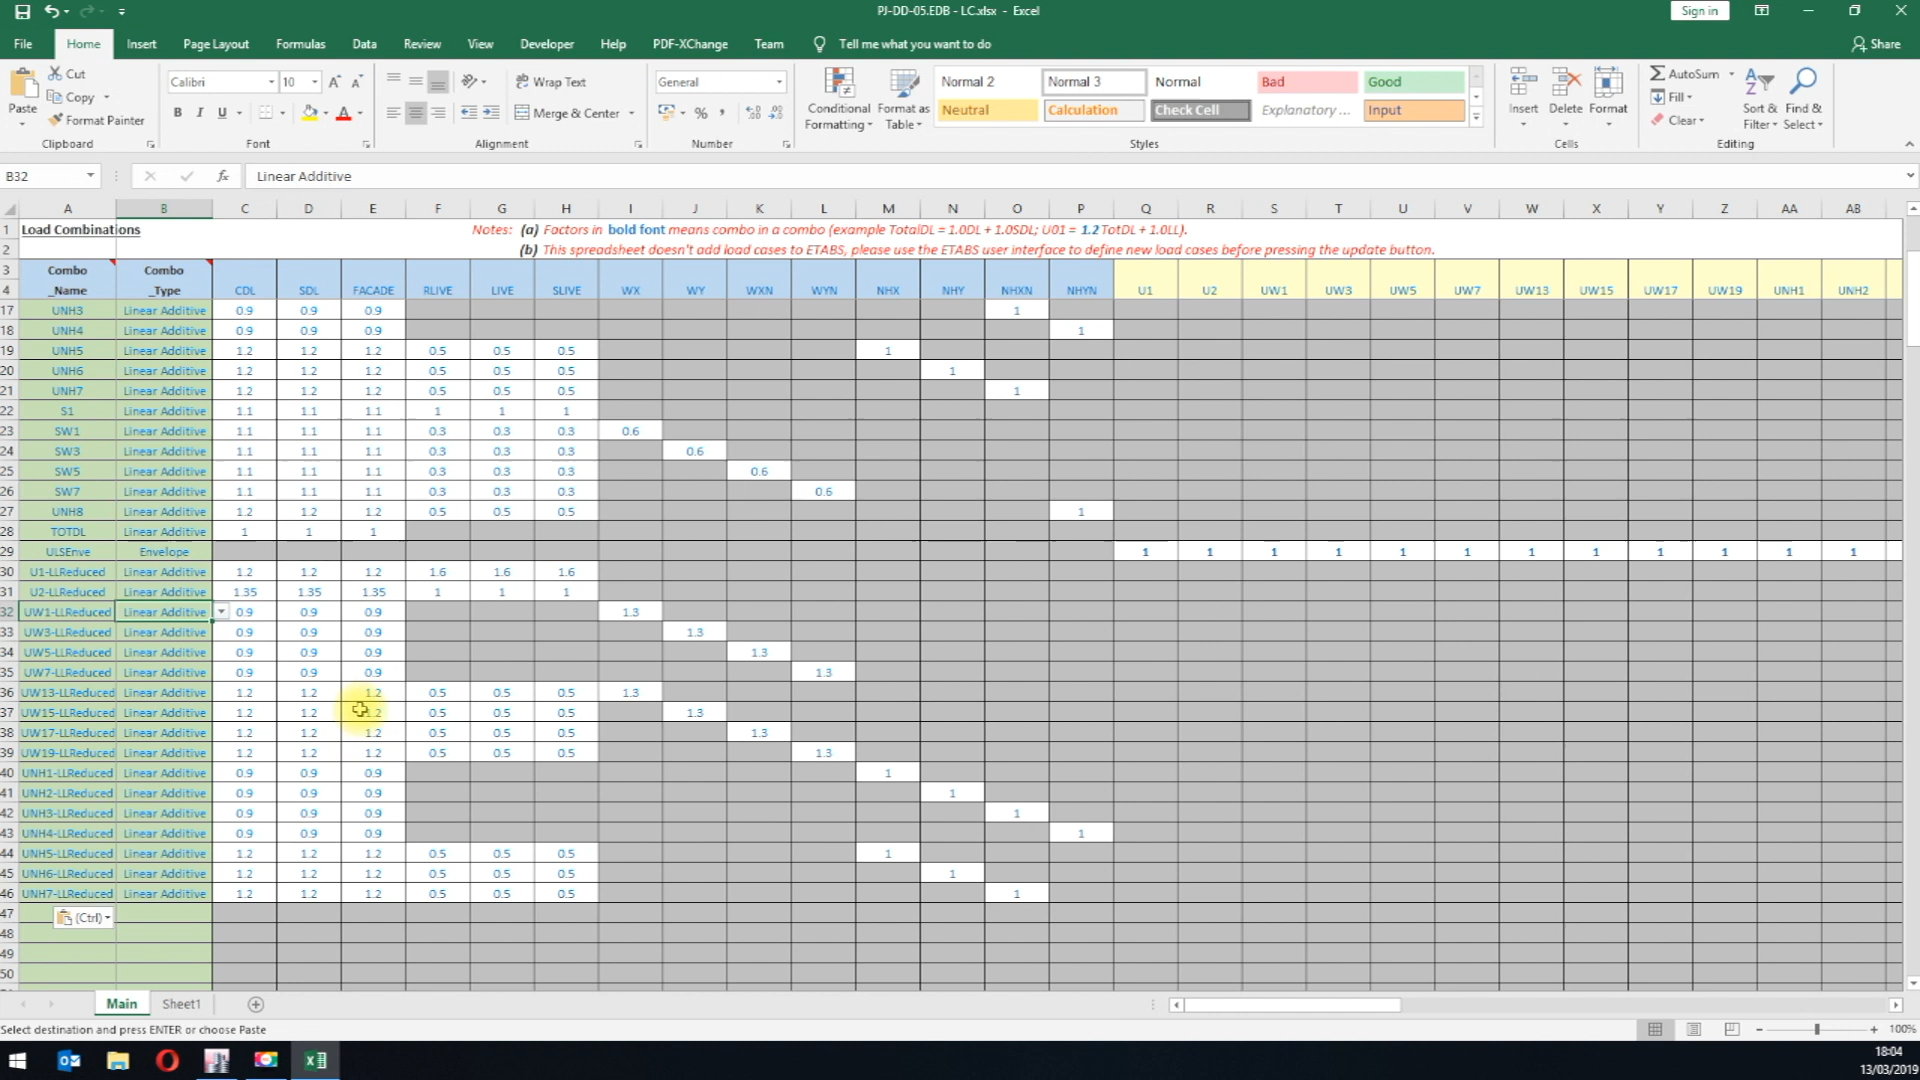 PJ-DD-05.EDB - LC.xlsx - Excel
Sign in
File Home Insert Page Layout Formulas Data Review View Developer Help PDF-XChange Team Tell me what you want to do Share
Paste Cut Copy Format Painter
Calibri 10
B I U
Wrap Text
Merge & Center
General
Conditional Formatting Format as Table
Normal 2 Normal 3 Normal Bad Good
Neutral Calculation Check Cell Explanatory ... Input
Insert Delete Format
AutoSum Fill Clear
Sort & Filter Find & Select
Clipboard Font Alignment Number Styles Cells Editing
B32 fx Linear Additive
A B C D E F G H I J K L M N O P Q R S T U V W X Y Z AA AB
1 Load Combinations Notes: (a) Factors in bold font means combo in a combo (example TotalDL = 1.0DL + 1.0SDL; U01 = 1.2 TotDL + 1.0LL).
2 (b) This spreadsheet doesn't add load cases to ETABS, please use the ETABS user interface to define new load cases before pressing the update button.
3 Combo Combo
4 _Name _Type CDL SDL FACADE RLIVE LIVE SLIVE WX WY WXN WYN NHX NHY NHXN NHYN U1 U2 UW1 UW3 UW5 UW7 UW13 UW15 UW17 UW19 UNH1 UNH2
17 UNH3 Linear Additive 0.9 0.9 0.9 1
18 UNH4 Linear Additive 0.9 0.9 0.9 1
19 UNH5 Linear Additive 1.2 1.2 1.2 0.5 0.5 0.5 1
20 UNH6 Linear Additive 1.2 1.2 1.2 0.5 0.5 0.5 1
21 UNH7 Linear Additive 1.2 1.2 1.2 0.5 0.5 0.5 1
22 S1 Linear Additive 1.1 1.1 1.1 1 1 1
23 SW1 Linear Additive 1.1 1.1 1.1 0.3 0.3 0.3 0.6
24 SW3 Linear Additive 1.1 1.1 1.1 0.3 0.3 0.3 0.6
25 SW5 Linear Additive 1.1 1.1 1.1 0.3 0.3 0.3 0.6
26 SW7 Linear Additive 1.1 1.1 1.1 0.3 0.3 0.3 0.6
27 UNH8 Linear Additive 1.2 1.2 1.2 0.5 0.5 0.5 1
28 TOTDL Linear Additive 1 1 1
29 ULSEnve Envelope 1 1 1 1 1 1 1 1 1 1 1 1
30 U1-LLReduced Linear Additive 1.2 1.2 1.2 1.6 1.6 1.6
31 U2-LLReduced Linear Additive 1.35 1.35 1.35 1 1 1
32 UW1-LLReduced Linear Additive 0.9 0.9 0.9 1.3
33 UW3-LLReduced Linear Additive 0.9 0.9 0.9 1.3
34 UW5-LLReduced Linear Additive 0.9 0.9 0.9 1.3
35 UW7-LLReduced Linear Additive 0.9 0.9 0.9 1.3
36 UW13-LLReduced Linear Additive 1.2 1.2 1.2 0.5 0.5 0.5 1.3
37 UW15-LLReduced Linear Additive 1.2 1.2 1.2 0.5 0.5 0.5 1.3
38 UW17-LLReduced Linear Additive 1.2 1.2 1.2 0.5 0.5 0.5 1.3
39 UW19-LLReduced Linear Additive 1.2 1.2 1.2 0.5 0.5 0.5 1.3
40 UNH1-LLReduced Linear Additive 0.9 0.9 0.9 1
41 UNH2-LLReduced Linear Additive 0.9 0.9 0.9 1
42 UNH3-LLReduced Linear Additive 0.9 0.9 0.9 1
43 UNH4-LLReduced Linear Additive 0.9 0.9 0.9 1
44 UNH5-LLReduced Linear Additive 1.2 1.2 1.2 0.5 0.5 0.5 1
45 UNH6-LLReduced Linear Additive 1.2 1.2 1.2 0.5 0.5 0.5 1
46 UNH7-LLReduced Linear Additive 1.2 1.2 1.2 0.5 0.5 0.5 1
47 (Ctrl)
48
49
50
Main Sheet1
Select destination and press ENTER or choose Paste
100%
18:04
13/03/2019